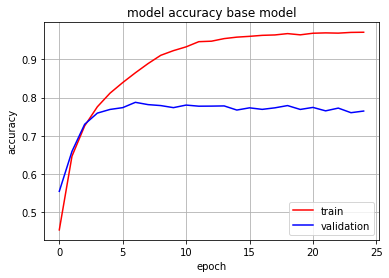 model accuracy base model
accuracy
0.9
0.8
0.7
0.6
0.5
train
validation
0 5 10 15 20 25
epoch